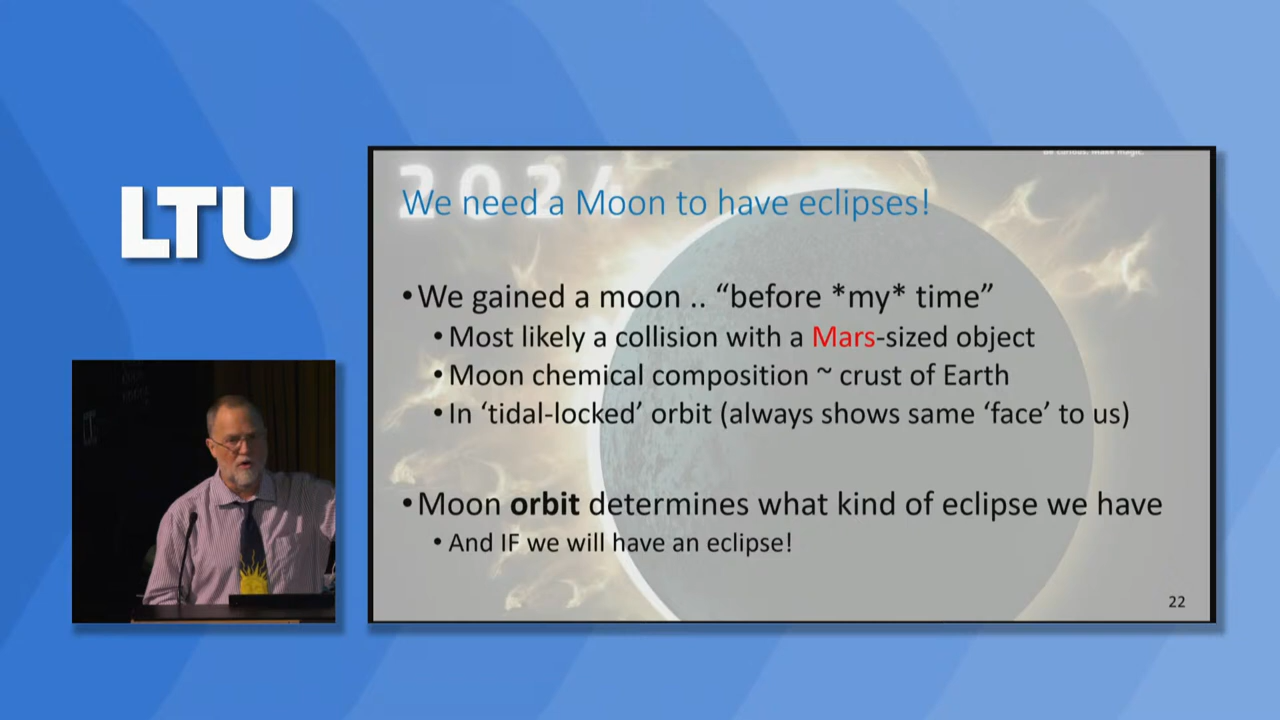 LTU
2024
We need a Moon to have eclipses!
•We gained a moon .. “before *my* time”
•Most likely a collision with a Mars-sized object
•Moon chemical composition ~ crust of Earth
•In ‘tidal-locked’ orbit (always shows same ‘face’ to us)
•Moon orbit determines what kind of eclipse we have
•And IF we will have an eclipse!
22